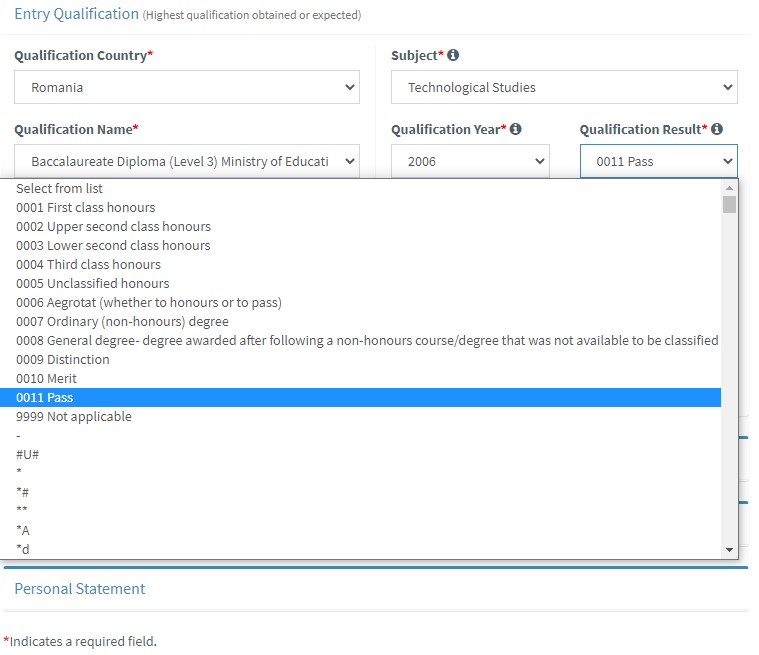 Entry Qualification (Highest qualification obtained or expected)
Qualification Country*
Subject*
Romania
Technological Studies
Qualification Name*
Qualification Year*
Qualification Result*
Baccalaureate Diploma (Level 3) Ministry of Educati
2006
0011 Pass
Select from list
0001 First class honours
0002 Upper second class honours
0003 Lower second class honours
0004 Third class honours
0005 Unclassified honours
0006 Aegrotat (whether to honours or to pass)
0007 Ordinary (non-honours) degree
0008 General degree- degree awarded after following a non-honours course/degree that was not available to be classified
0009 Distinction
0010 Merit
0011 Pass
9999 Not applicable
-
#U#
*
*#
**
*A
*d
Personal Statement
*Indicates a required field.